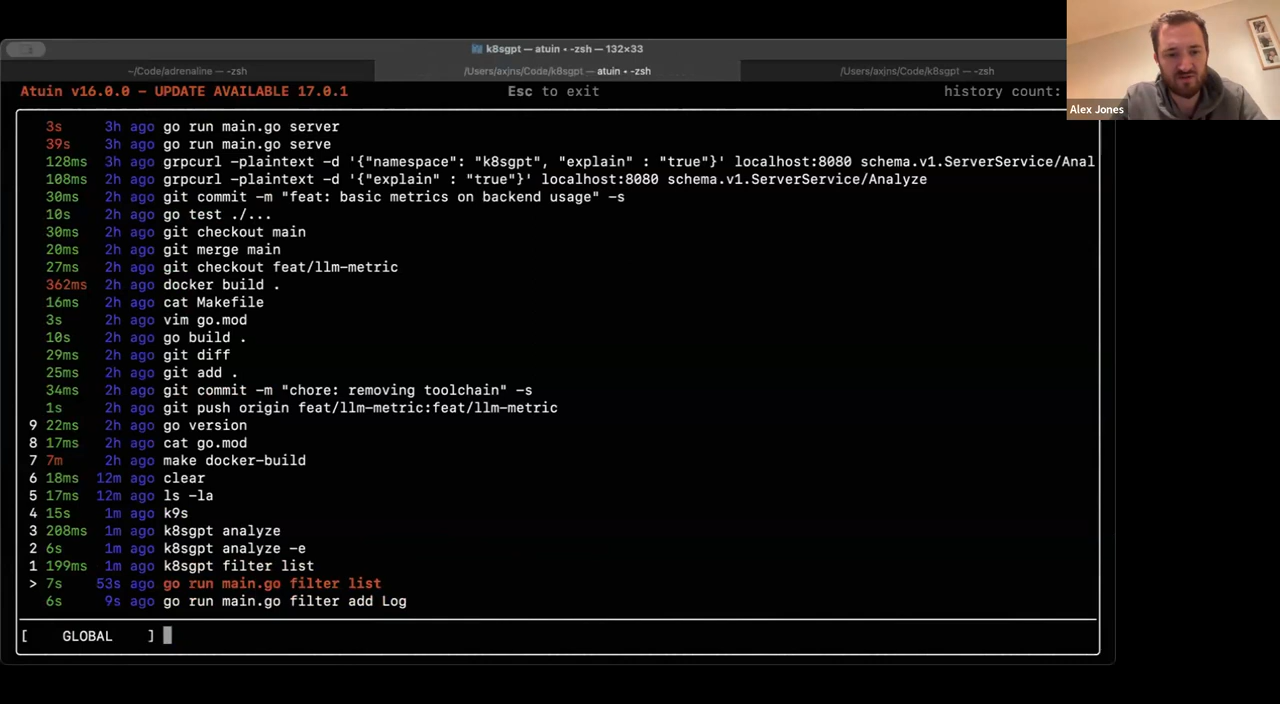 k8sgpt — atuin • -zsh — 132×33
~/Code/adrenaline — -zsh
/Users/axjns/Code/k8sgpt — atuin • -zsh
/Users/axjns/Code/k8sgpt — -zsh
Alex Jones
Atuin v16.0.0 - UPDATE AVAILABLE 17.0.1 Esc to exit history count:
3s 3h ago go run main.go server
39s 3h ago go run main.go serve
128ms 3h ago grpcurl -plaintext -d '{"namespace": "k8sgpt", "explain" : "true"}' localhost:8080 schema.v1.ServerService/Anal
108ms 3h ago grpcurl -plaintext -d '{"explain" : "true"}' localhost:8080 schema.v1.ServerService/Analyze
30ms 2h ago git commit -m "feat: basic metrics on backend usage" -s
10s 2h ago go test ./...
30ms 2h ago git checkout main
20ms 2h ago git merge main
27ms 2h ago git checkout feat/llm-metric
362ms 2h ago docker build .
16ms 2h ago cat Makefile
3s 2h ago vim go.mod
10s 2h ago go build .
29ms 2h ago git diff
25ms 2h ago git add .
34ms 2h ago git commit -m "chore: removing toolchain" -s
1s 2h ago git push origin feat/llm-metric:feat/llm-metric
9 22ms 2h ago go version
8 17ms 2h ago cat go.mod
7 7m 2h ago make docker-build
6 18ms 12m ago clear
5 17ms 12m ago ls -la
4 15s 1m ago k9s
3 208ms 1m ago k8sgpt analyze
2 6s 1m ago k8sgpt analyze -e
1 199ms 1m ago k8sgpt filter list
> 7s 53s ago go run main.go filter list
6s 9s ago go run main.go filter add Log
[ GLOBAL ]